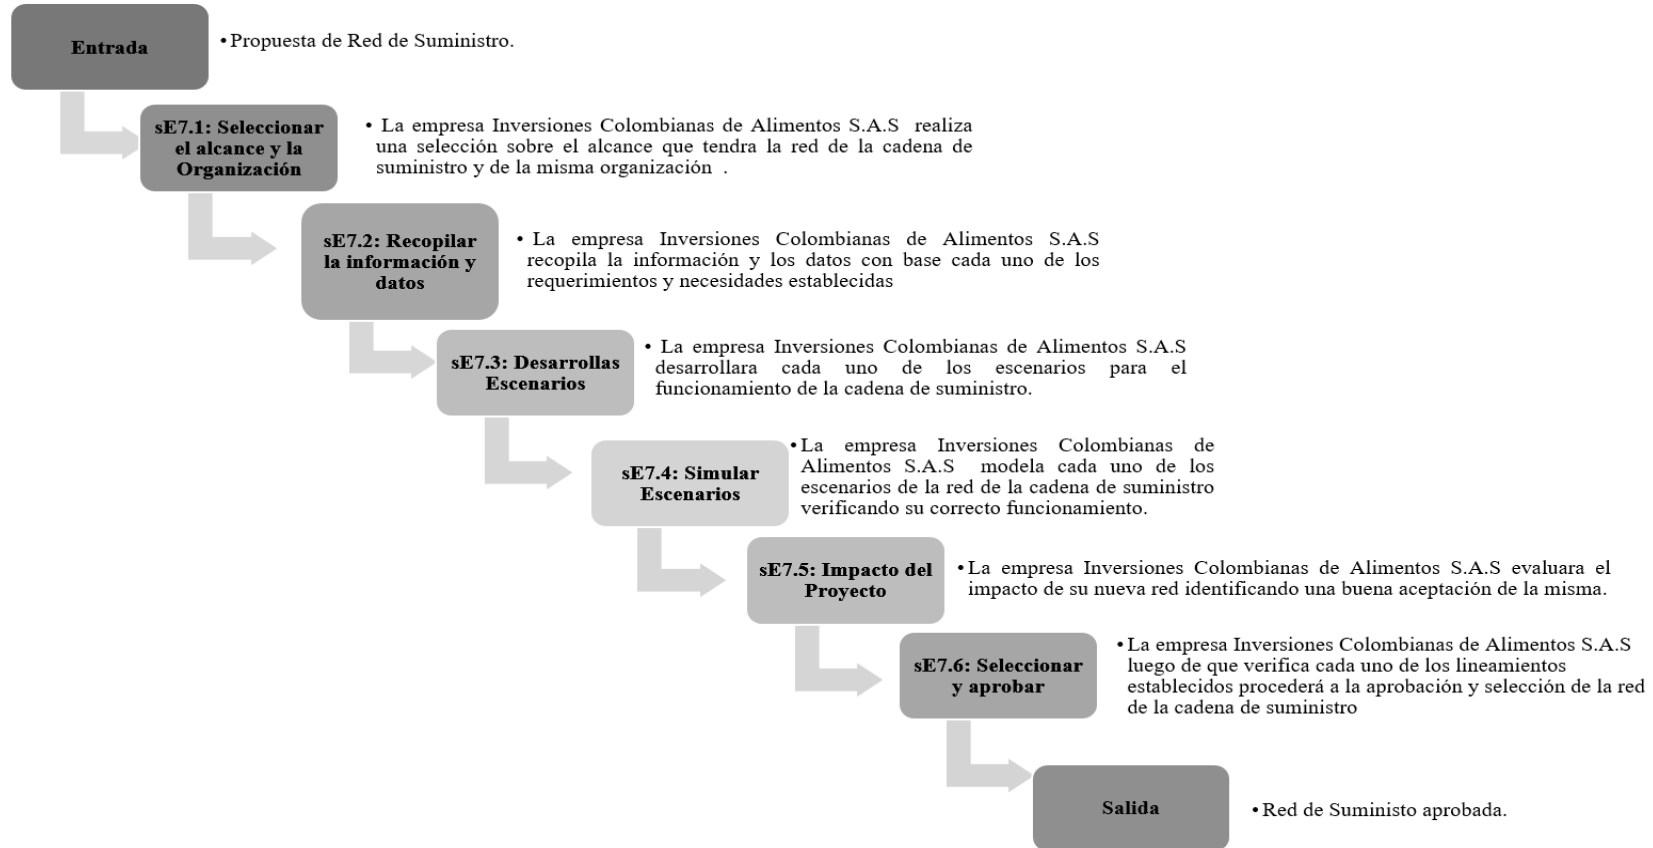 Entrada
• Propuesta de Red de Suministro.
sE7.1: Seleccionar
el alcance y la
Organización
• La empresa Inversiones Colombianas de Alimentos S.A.S realiza
una selección sobre el alcance que tendra la red de la cadena de
suministro y de la misma organización .
sE7.2: Recopilar
la información y
datos
• La empresa Inversiones Colombianas de Alimentos S.A.S
recopila la información y los datos con base cada uno de los
requerimientos y necesidades establecidas
sE7.3: Desarrollas
Escenarios
• La empresa Inversiones Colombianas de Alimentos S.A.S
desarrollara cada uno de los escenarios para el
funcionamiento de la cadena de suministro.
sE7.4: Simular
Escenarios
• La empresa Inversiones Colombianas de
Alimentos S.A.S modela cada uno de los
escenarios de la red de la cadena de suministro
verificando su correcto funcionamiento.
sE7.5: Impacto del
Proyecto
• La empresa Inversiones Colombianas de Alimentos S.A.S evaluara el
impacto de su nueva red identificando una buena aceptación de la misma.
sE7.6: Seleccionar
y aprobar
• La empresa Inversiones Colombianas de Alimentos S.A.S
luego de que verifica cada uno de los lineamientos
establecidos procederá a la aprobación y selección de la red
de la cadena de suministro
Salida
• Red de Suministo aprobada.